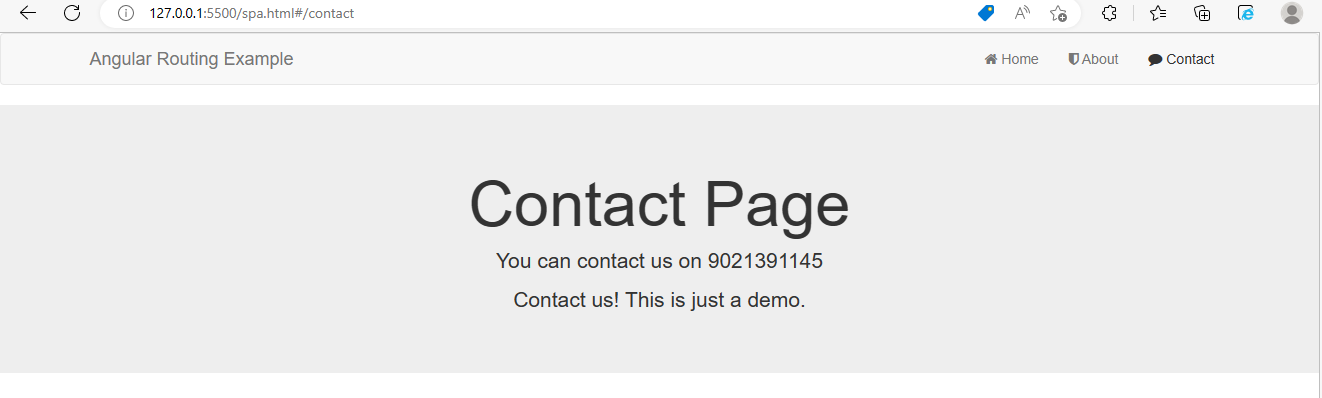 127.0.0.1:5500/spa.html#/contact
Angular Routing Example Home About Contact
Contact Page
You can contact us on 9021391145
Contact us! This is just a demo.